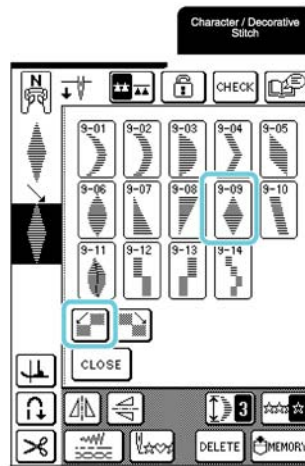 Character / Decorative
Stitch
N
CHECK
9-01 9-02 9-03 9-04 9-05
9-06 9-07 9-08 9-09 9-10
9-11 9-12 9-13 9-14
CLOSE
3
DELETE MEMORY